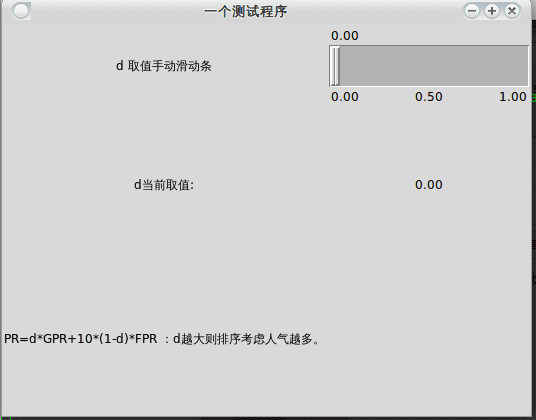 一个测试程序
0.00
d 取值手动滑动条
0.00 0.50 1.00
d当前取值: 0.00
PR=d*GPR+10*(1-d)*FPR ：d越大则排序考虑人气越多。